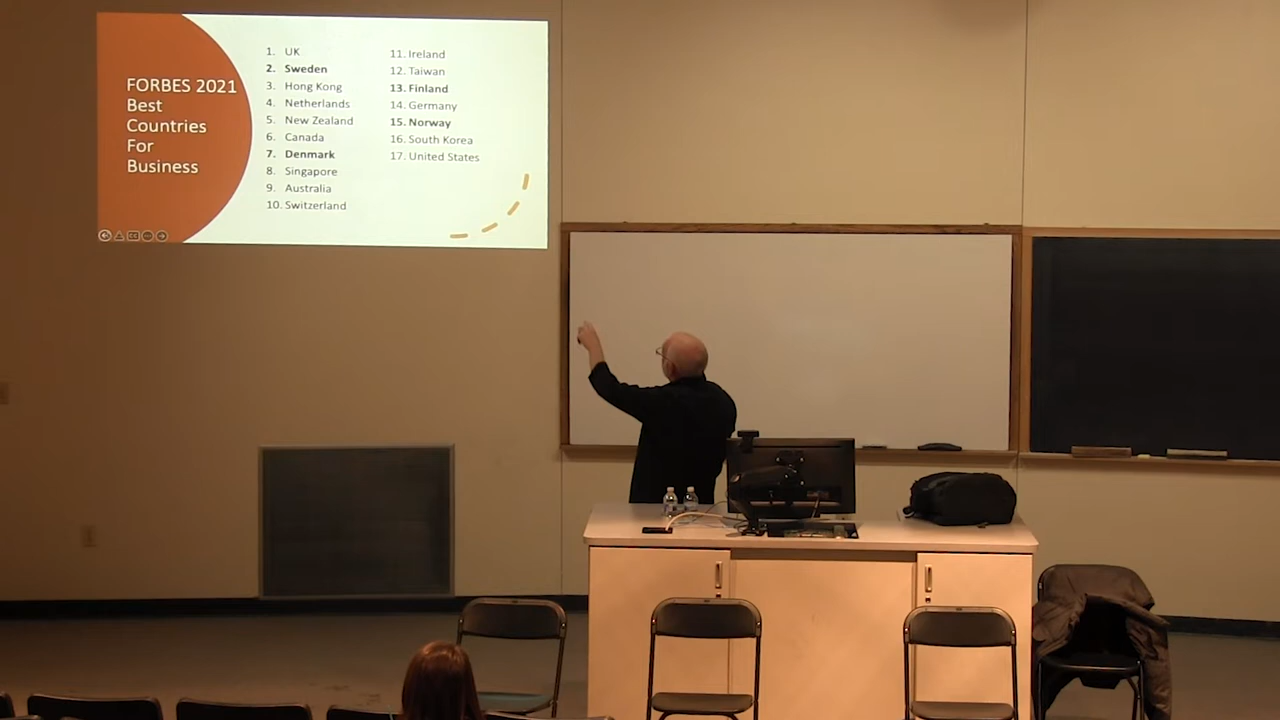 FORBES 2021
Best
Countries
For
Business
1. UK
2. Sweden
3. Hong Kong
4. Netherlands
5. New Zealand
6. Canada
7. Denmark
8. Singapore
9. Australia
10. Switzerland
11. Ireland
12. Taiwan
13. Finland
14. Germany
15. Norway
16. South Korea
17. United States